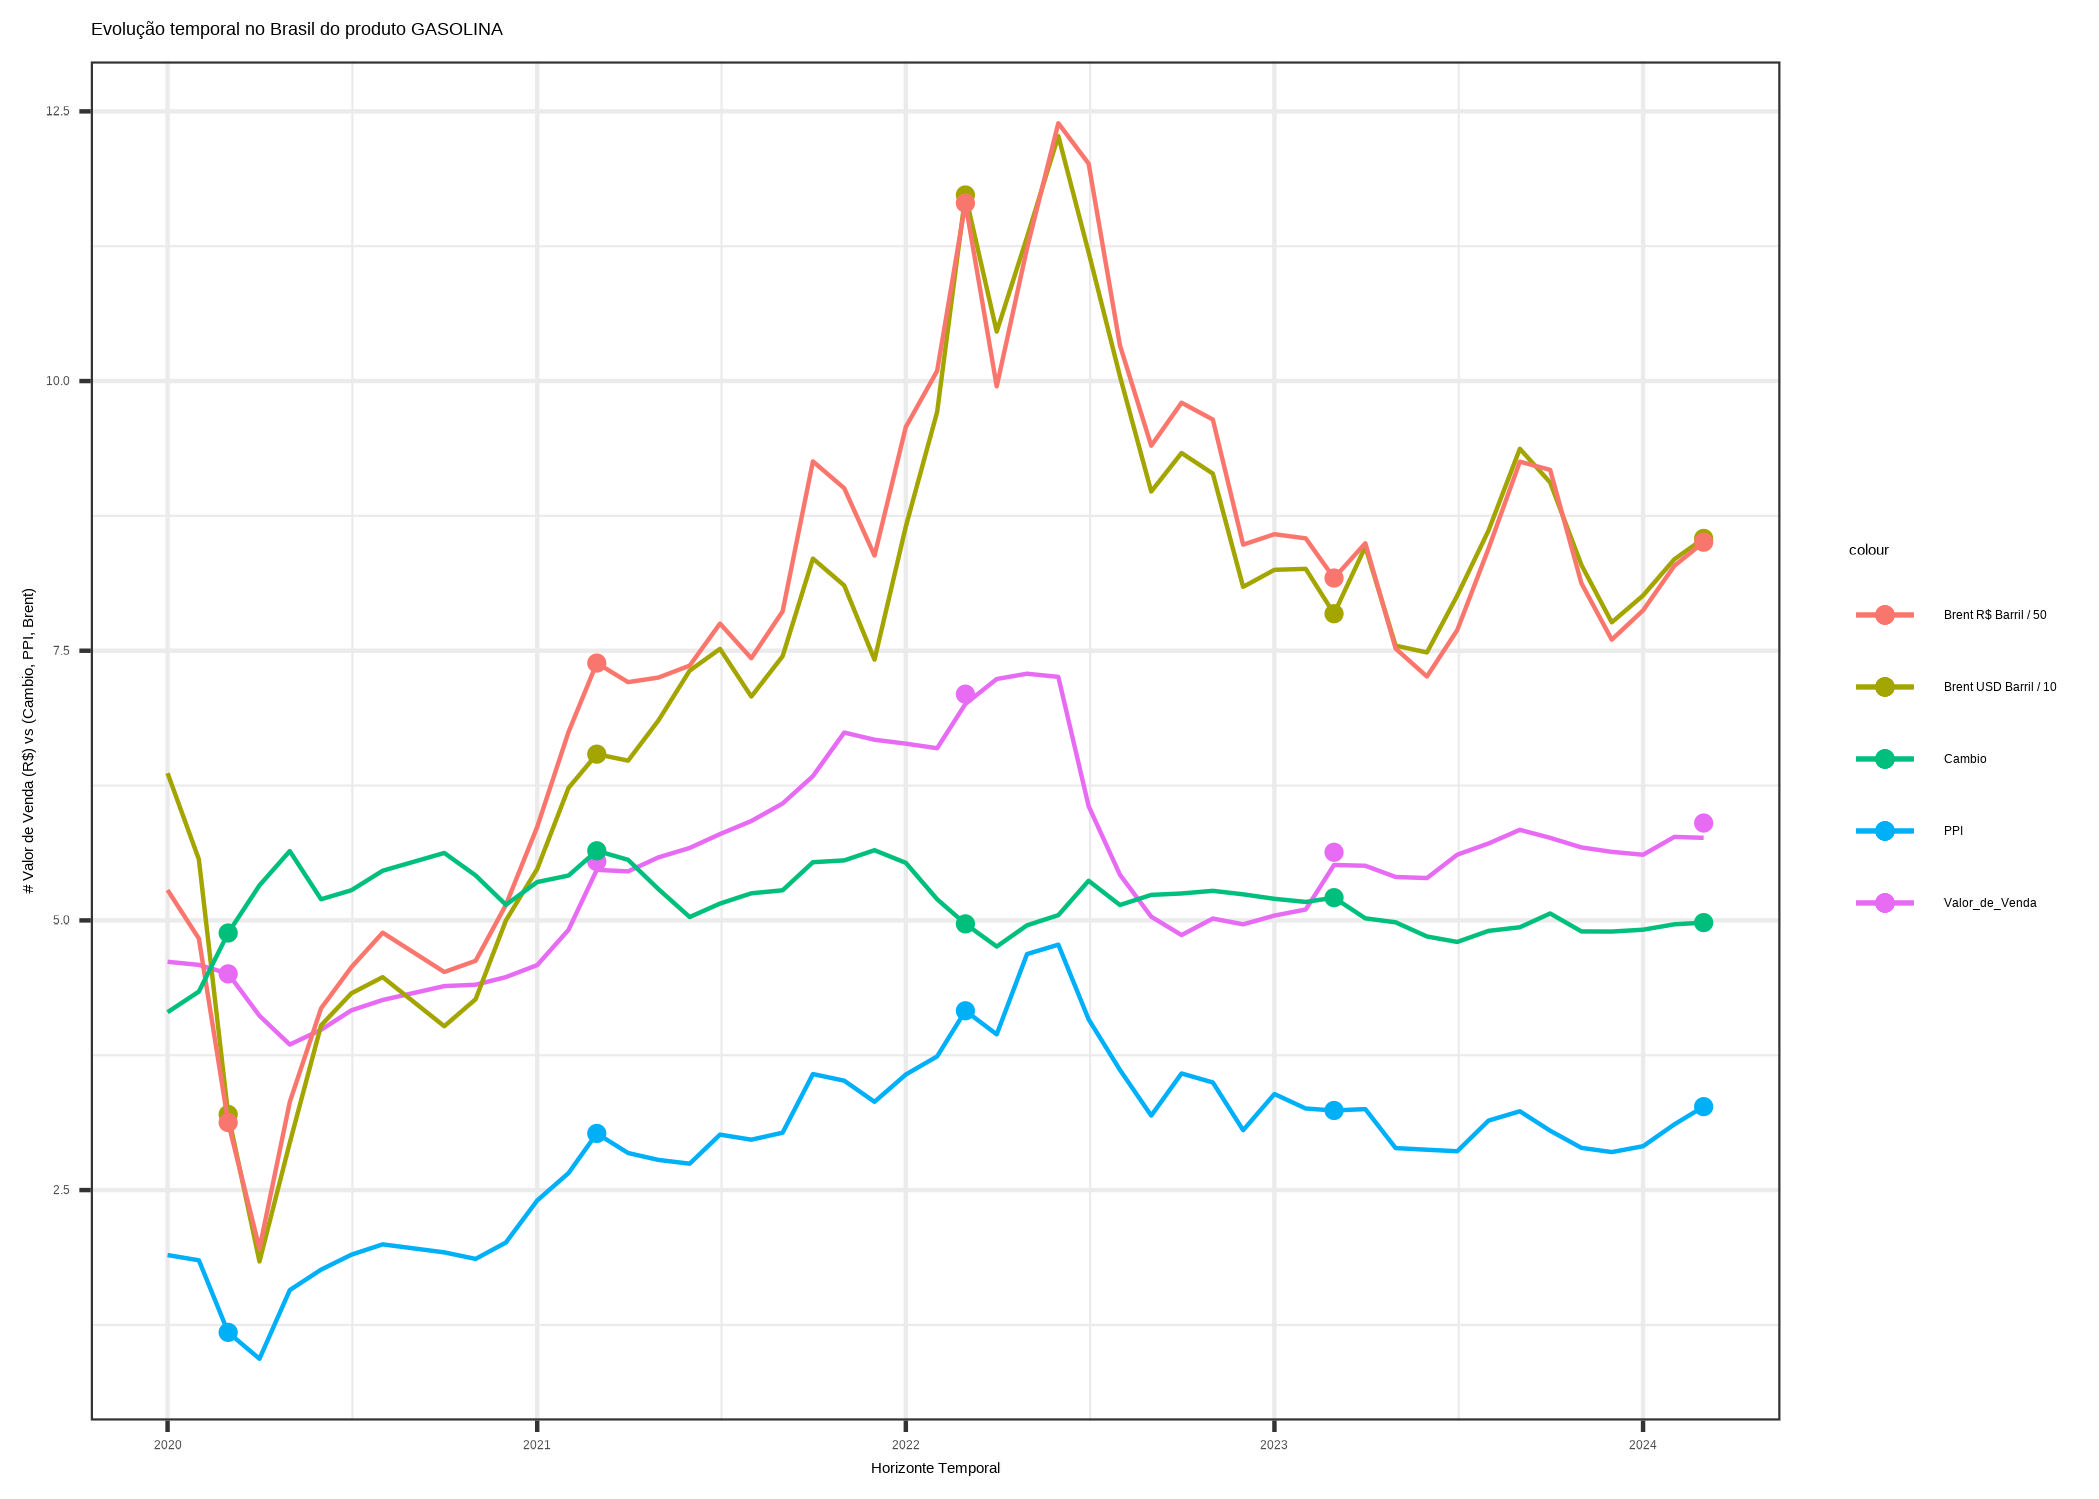 Evolução temporal no Brasil do produto GASOLINA
# Valor de Venda (R$) vs (Cambio, PPI, Brent)
12.5
10.0
7.5
5.0
2.5
2020
2021
2022
2023
2024
Horizonte Temporal
colour
Brent R$ Barril / 50
Brent USD Barril / 10
Cambio
PPI
Valor_de_Venda